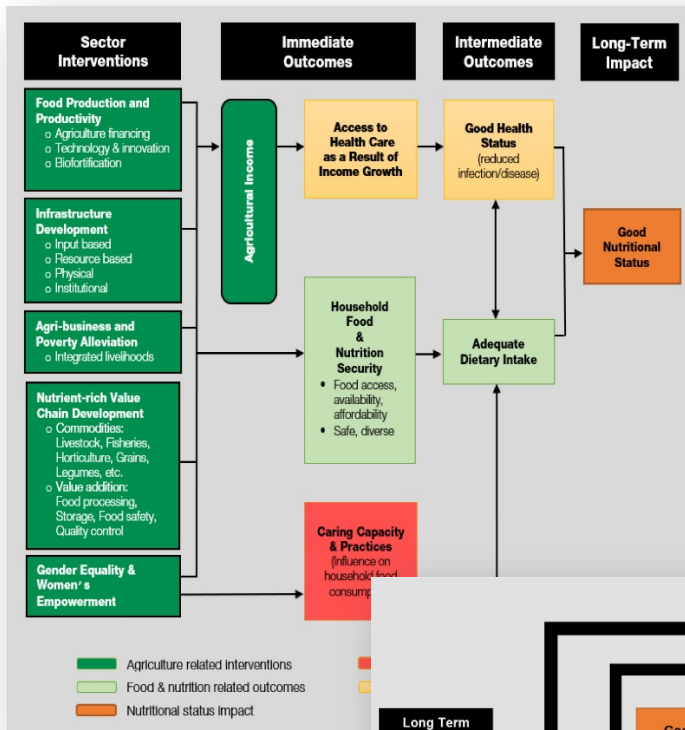 Sector
Interventions
Immediate
Outcomes
Intermediate
Outcomes
Long-Term
Impact
Food Production and
Productivity
o Agriculture financing
o Technology & innovation
o Biofortification
Infrastructure
Development
o Input based
o Resource based
o Physical
o Institutional
Agri-business and
Poverty Alleviation
o Integrated livelihoods
Nutrient-rich Value
Chain Development
o Commodities:
Livestock, Fisheries,
Horticulture, Grains,
Legumes, etc.
o Value addition:
Food processing,
Storage, Food safety,
Quality control
Gender Equality &
Women's
Empowerment
Agricultural Income
Access to
Health Care
as a Result of
Income Growth
Household
Food
&
Nutrition
Security
• Food access,
availability,
affordability
• Safe, diverse
Caring Capacity
& Practices
(Influence on
household food
Good Health
Status
(reduced
infection/disease)
Adequate
Dietary Intake
Good
Nutritional
Status
Agriculture related interventions
Food & nutrition related outcomes
Nutritional status impact
Long Term